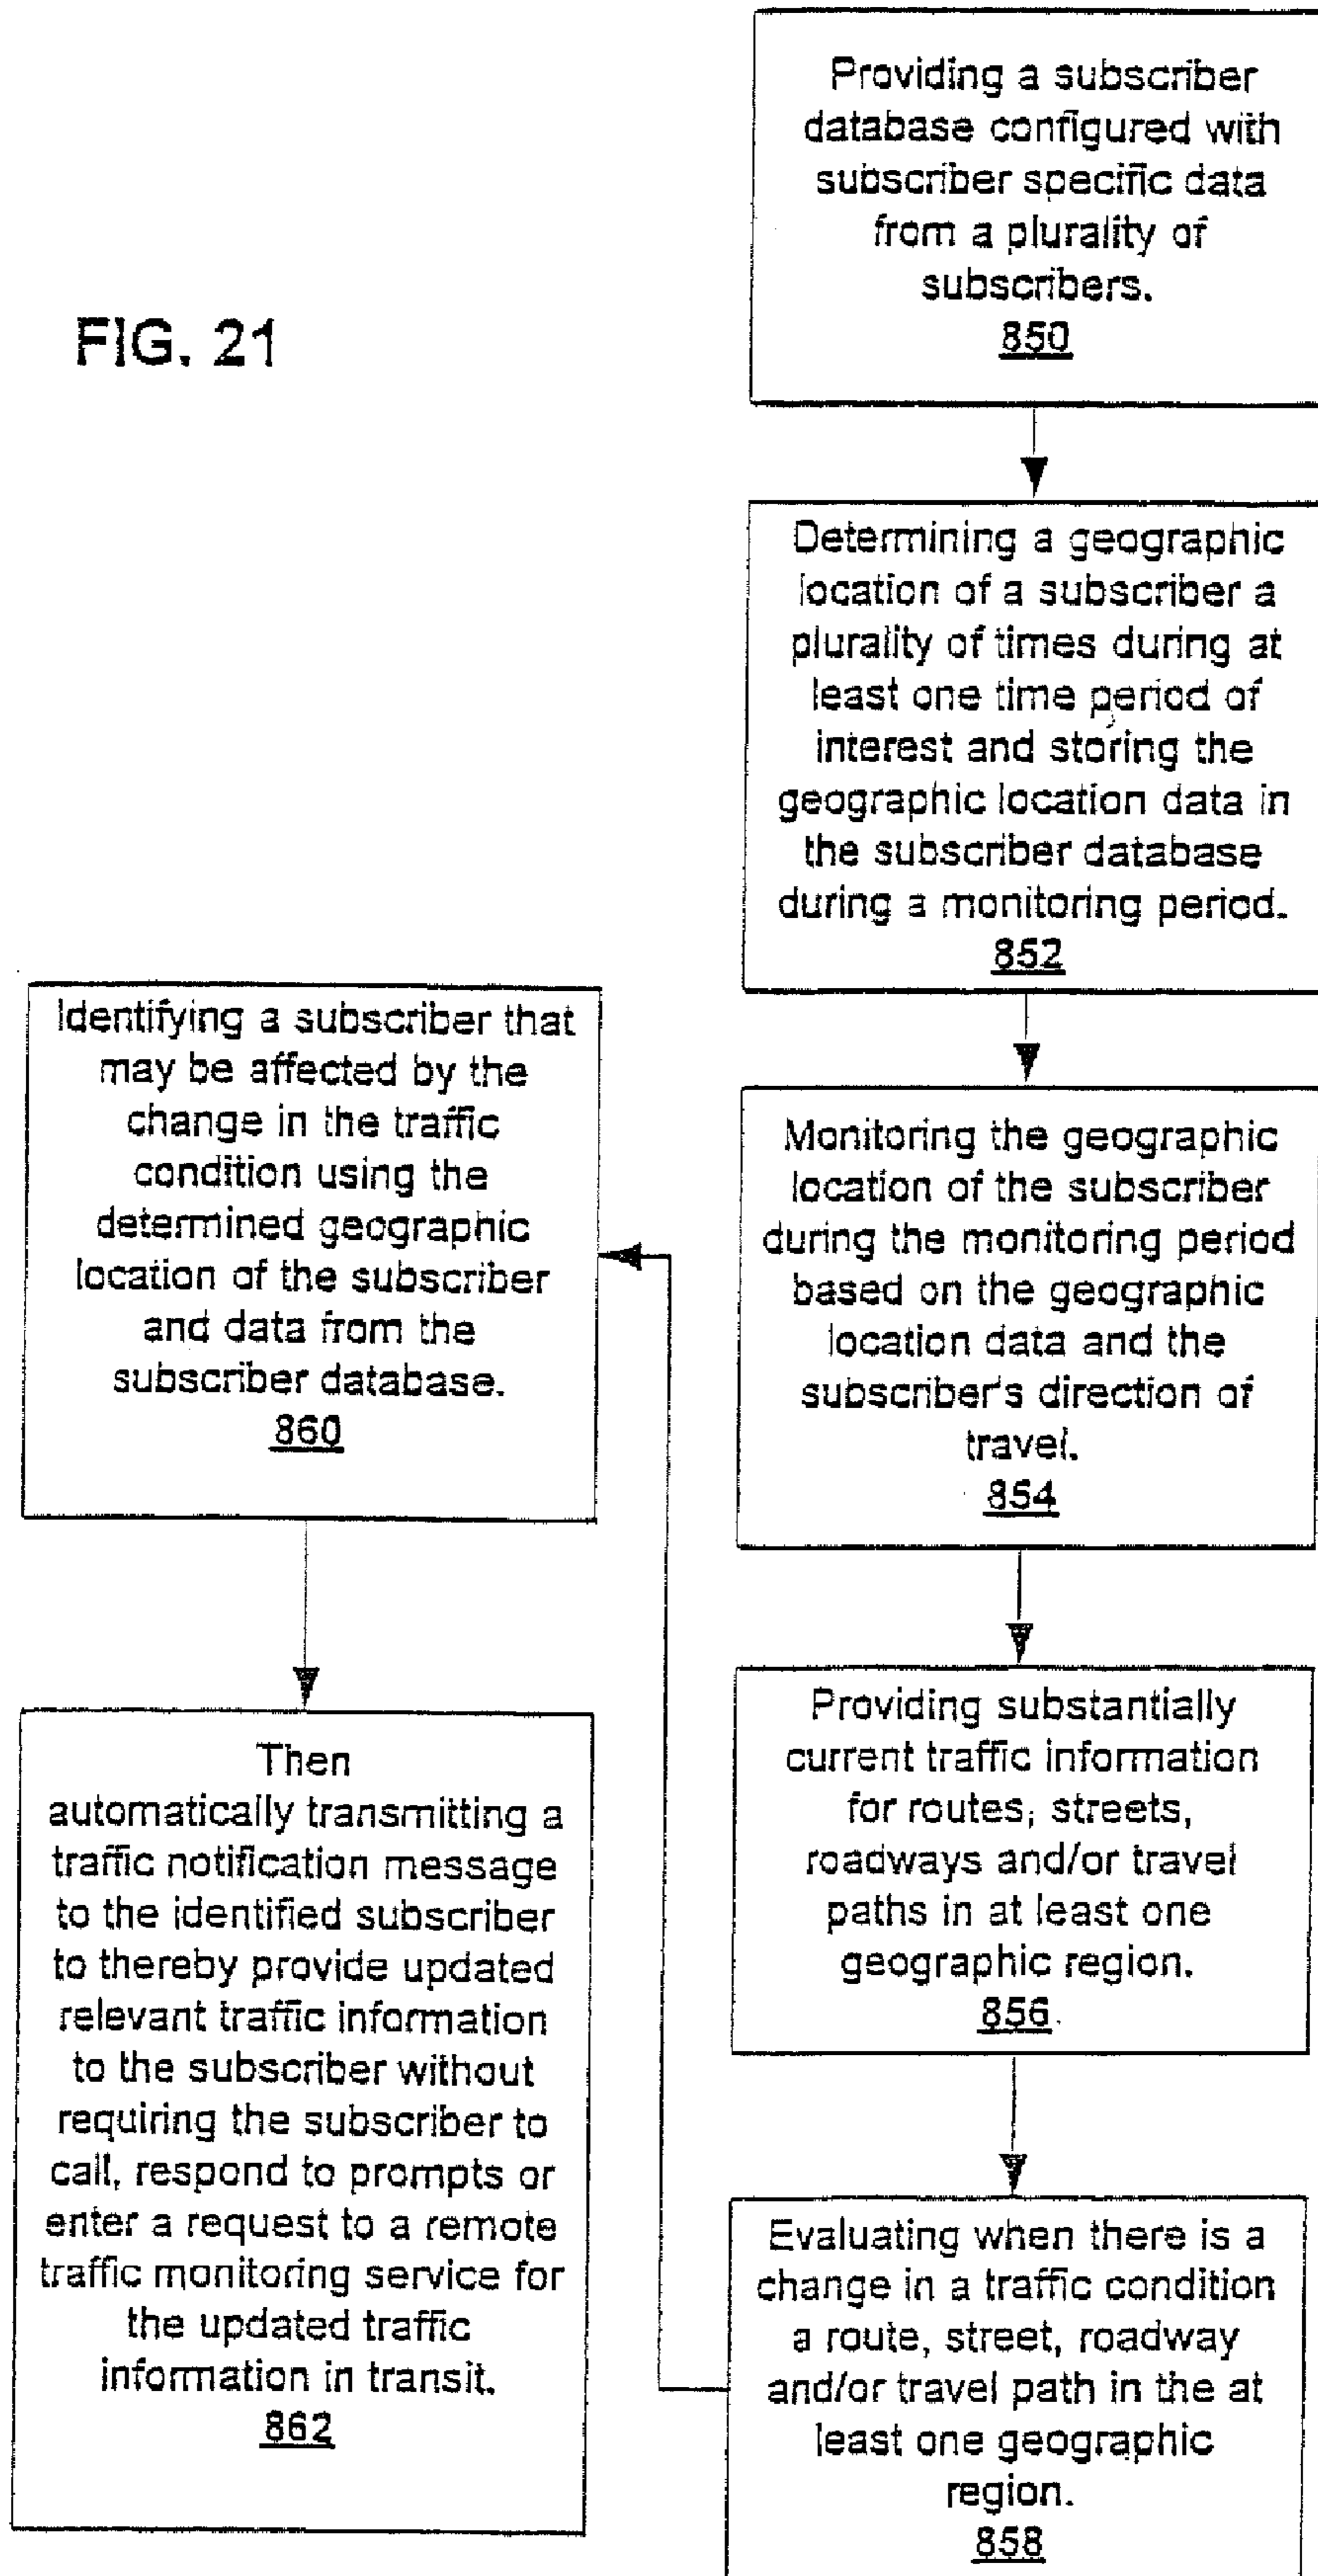 FIG. 21
Providing a subscriber
database configured with
subscriber specific data
from a plurality of
subscribers.
850
Determining a geographic
location of a subscriber a
plurality of times during at
least one time period of
interest and storing the
geographic location data in
the subscriber database
during a monitoring period.
852
Monitoring the geographic
location of the subscriber
during the monitoring period
based on the geographic
location data and the
subscriber's direction of
travel.
854
Providing substantially
current traffic information
for routes, streets,
roadways and/or travel
paths in at least one
geographic region.
856
Evaluating when there is a
change in a traffic condition
a route, street, roadway
and/or travel path in the at
least one geographic
region.
858
Identifying a subscriber that
may be affected by the
change in the traffic
condition using the
determined geographic
location of the subscriber
and data from the
subscriber database.
860
Then
automatically transmitting a
traffic notification message
to the identified subscriber
to thereby provide updated
relevant traffic information
to the subscriber without
requiring the subscriber to
call, respond to prompts or
enter a request to a remote
traffic monitoring service for
the updated traffic
information in transit.
862